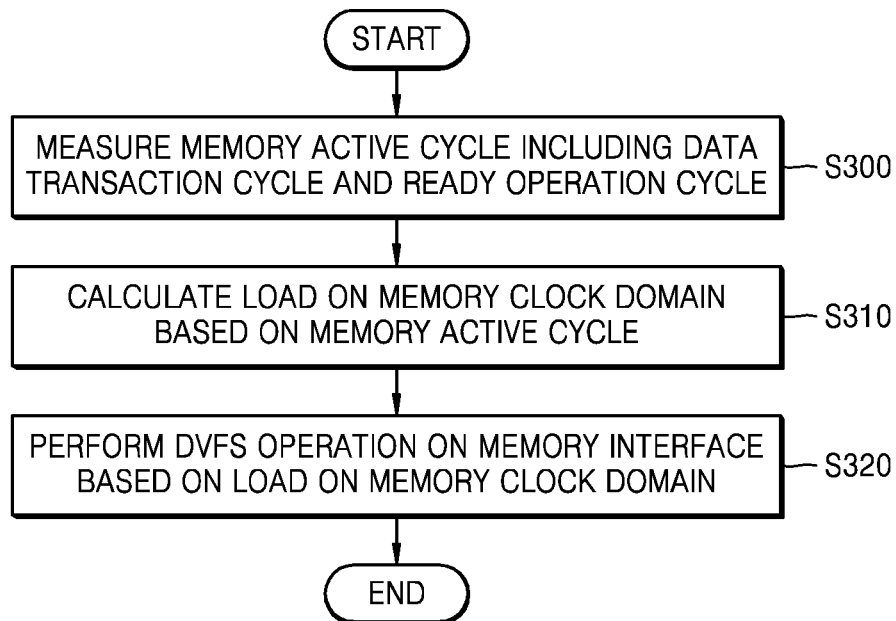 START
MEASURE MEMORY ACTIVE CYCLE INCLUDING DATA
TRANSACTION CYCLE AND READY OPERATION CYCLE
S300
CALCULATE LOAD ON MEMORY CLOCK DOMAIN
BASED ON MEMORY ACTIVE CYCLE
S310
PERFORM DVFS OPERATION ON MEMORY INTERFACE
BASED ON LOAD ON MEMORY CLOCK DOMAIN
S320
END